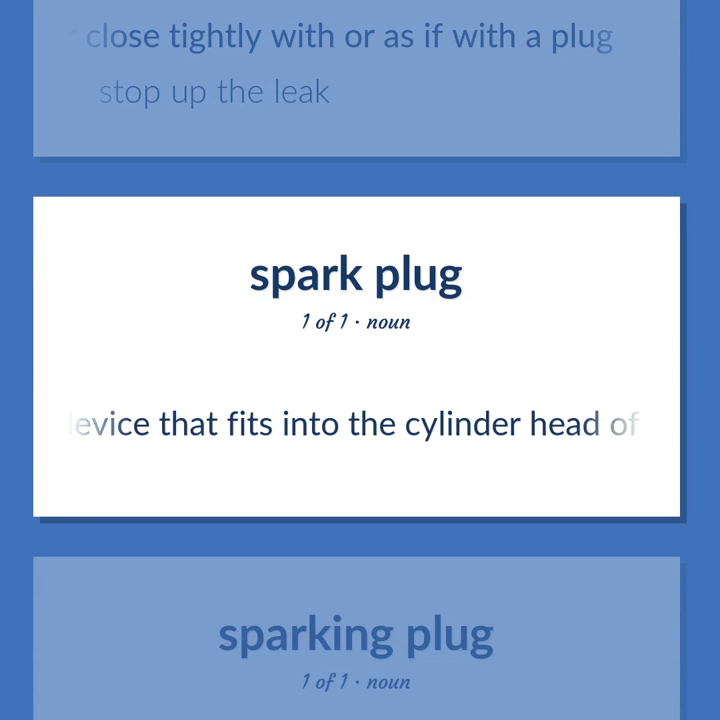 close tightly with or as if with a plug
stop up the leak
spark plug
1 of 1 · noun
that fits into the cylinder head of
sparking plug
1 of 1 · noun